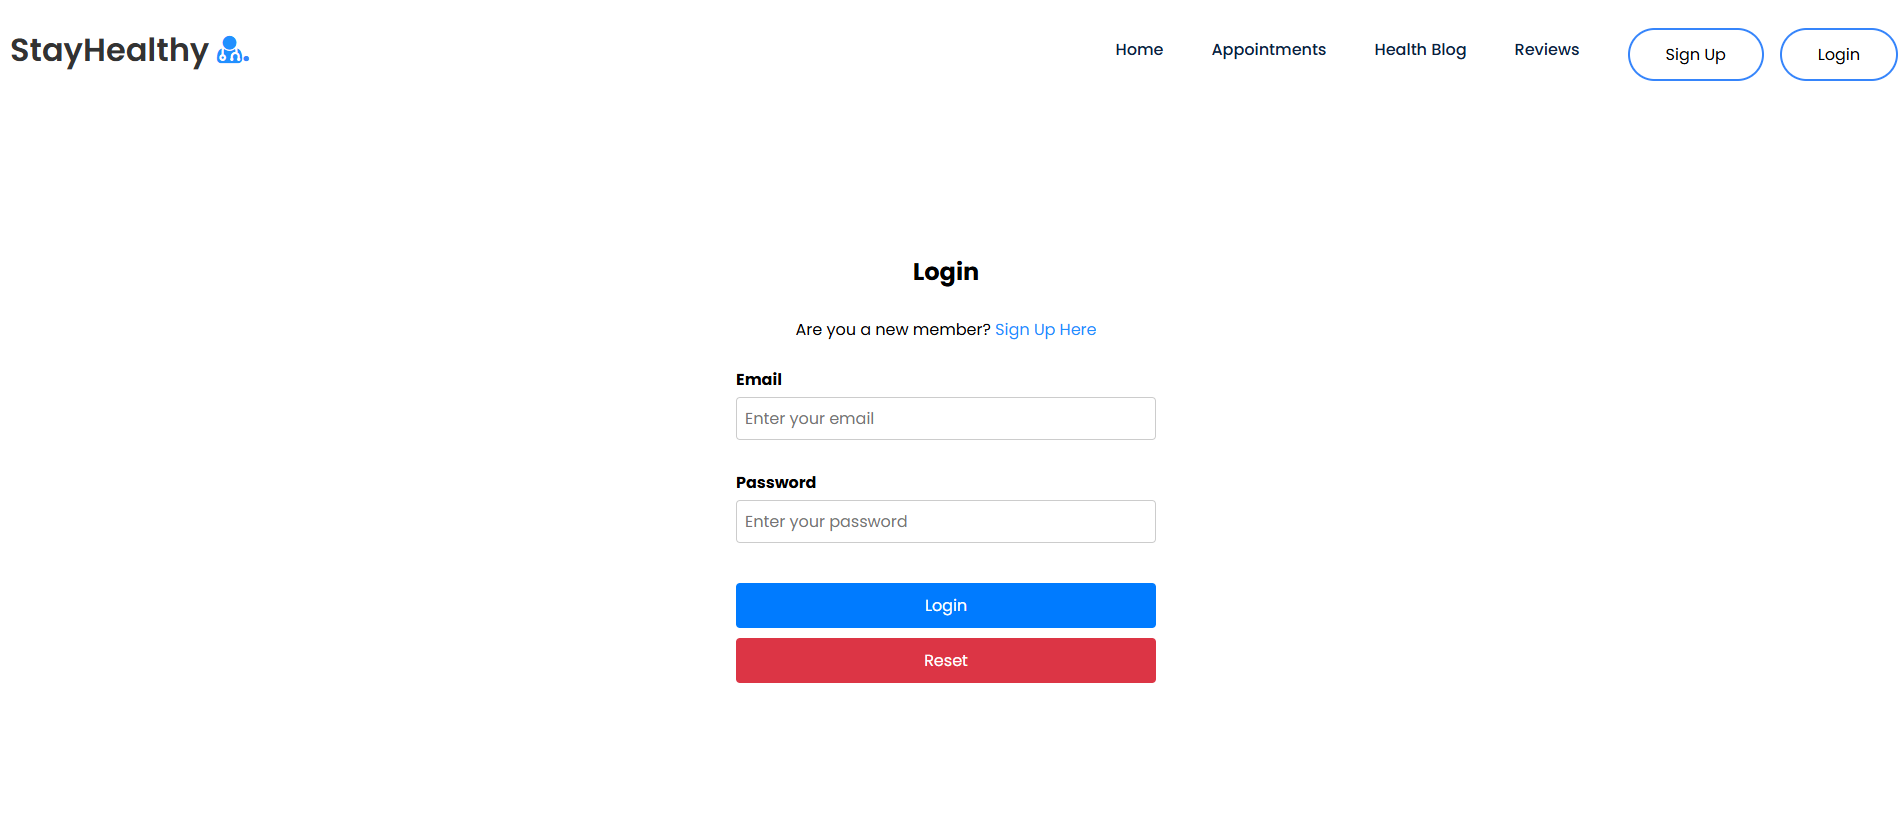 StayHealthy Home Appointments Health Blog Reviews Sign Up Login
Login
Are you a new member? Sign Up Here
Email
Enter your email
Password
Enter your password
Login
Reset